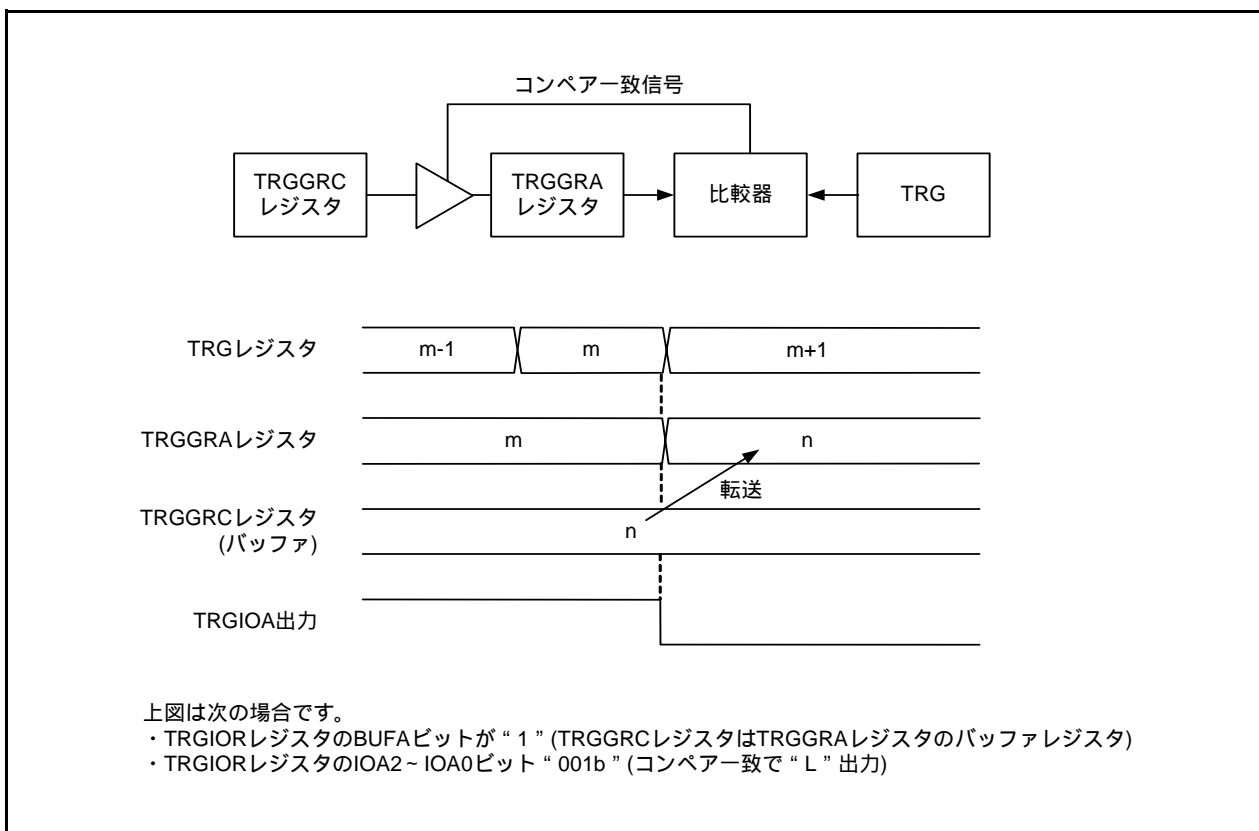 コンペア一致信号
TRGGRC
レジスタ
TRGGRA
レジスタ
比較器
TRG
TRGレジスタ
m-1
m
m+1
TRGGRAレジスタ
m
n
転送
TRGGRCレジスタ
(バッファ)
n
TRGIOA出力
上図は次の場合です。
・TRGIORレジスタのBUFAビットが“1”(TRGGRCレジスタはTRGGRAレジスタのバッファレジスタ)
・TRGIORレジスタのIOA2~IOA0ビット“001b”(コンペア一致で“L”出力)